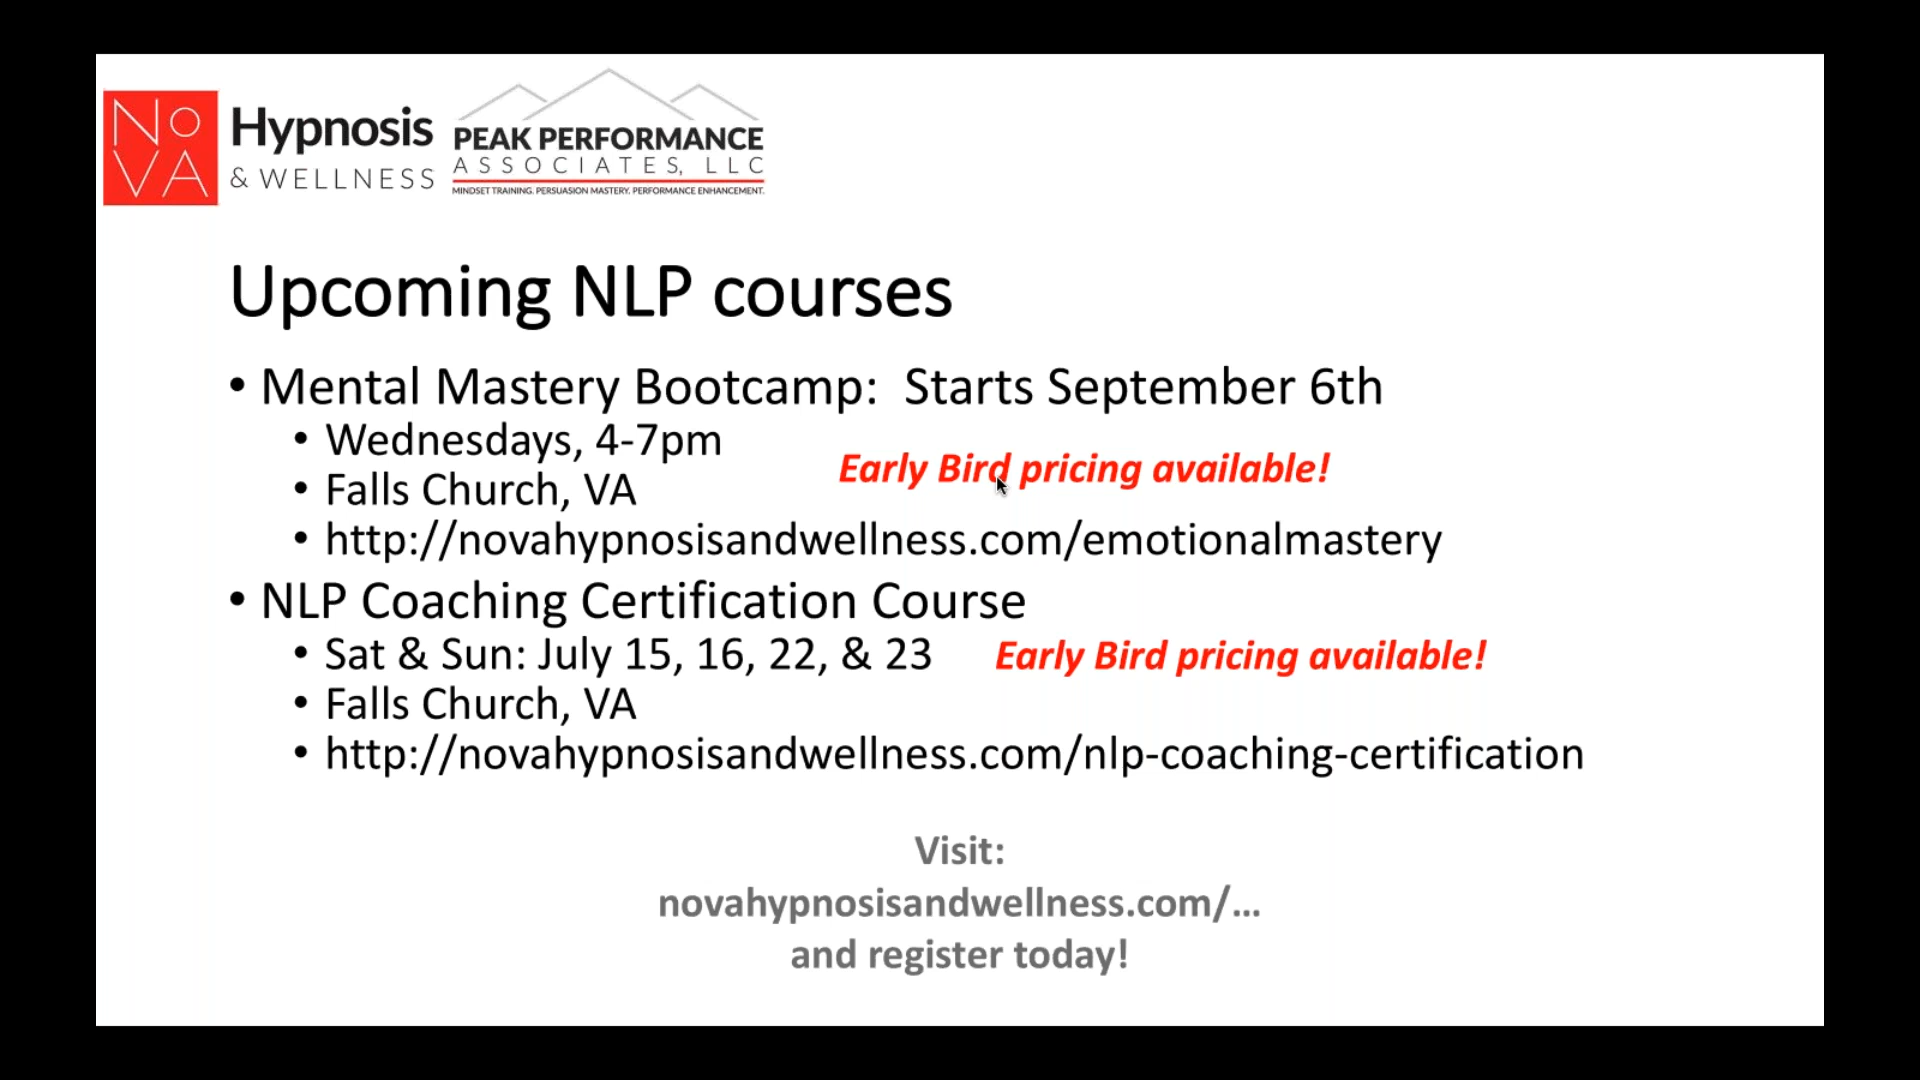 NoVA
Hypnosis
& WELLNESS
PEAK PERFORMANCE
ASSOCIATES, LLC
MINDSET TRAINING. PERSUASION MASTERY. PERFORMANCE ENHANCEMENT.
Upcoming NLP courses
• Mental Mastery Bootcamp:  Starts September 6th
• Wednesdays, 4-7pm
Early Bird pricing available!
• Falls Church, VA
• http://novahypnosisandwellness.com/emotionalmastery
• NLP Coaching Certification Course
• Sat & Sun: July 15, 16, 22, & 23
Early Bird pricing available!
• Falls Church, VA
• http://novahypnosisandwellness.com/nlp-coaching-certification
Visit:
novahypnosisandwellness.com/...
and register today!